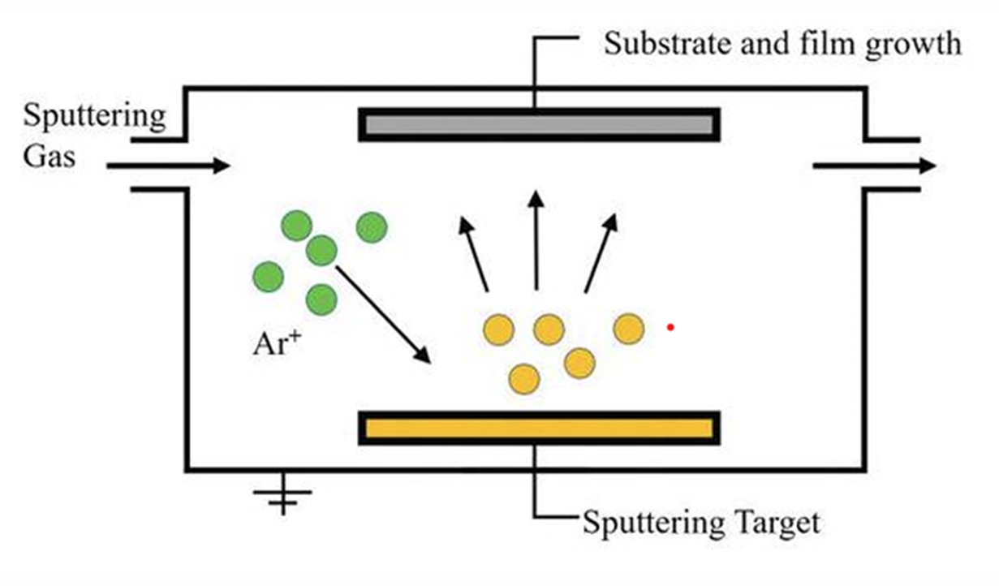 Substrate and film growth
Sputtering
Gas
Ar⁺
Sputtering Target